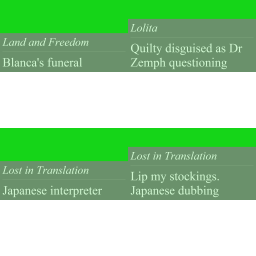 Land and Freedom
Blanca's funeral
Lolita
Quilty disguised as Dr
Zemph questioning
Lost in Translation
Japanese interpreter
Lost in Translation
Lip my stockings.
Japanese dubbing